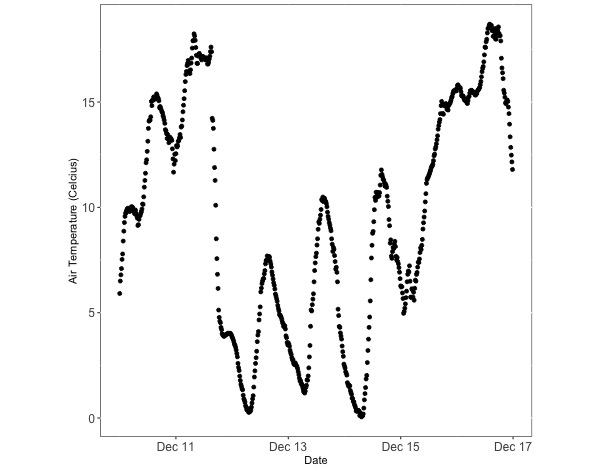 Air Temperature (Celcius)
15
10
5
0
Dec 11
Dec 13
Dec 15
Dec 17
Date